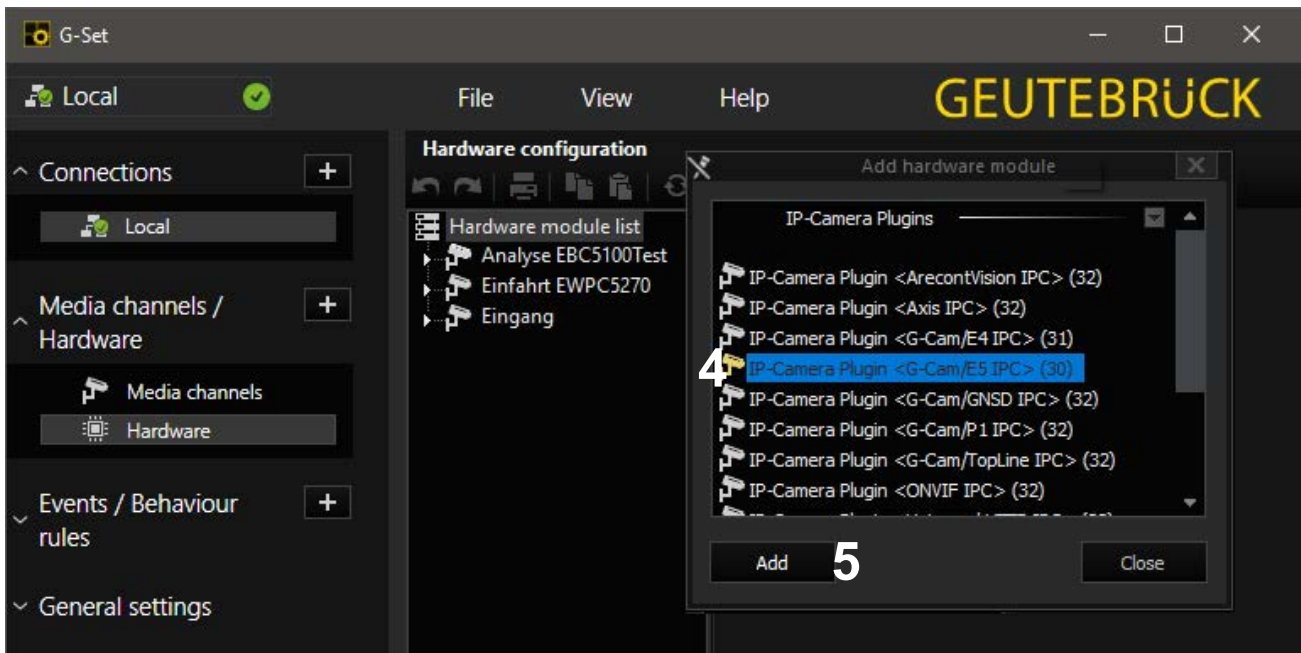 G-Set
Local
File View Help
GEUTEBRÜCK
Connections
Local
Media channels /
Hardware
Media channels
Hardware
Events / Behaviour
rules
General settings
Hardware configuration
Hardware module list
Analyse EBC5100Test
Einfahrt EWPC5270
Eingang
Add hardware module
IP-Camera Plugins
IP-Camera Plugin <ArecontVision IPC> (32)
IP-Camera Plugin <Axis IPC> (32)
IP-Camera Plugin <G-Cam/E4 IPC> (31)
4 IP-Camera Plugin <G-Cam/E5 IPC> (30)
IP-Camera Plugin <G-Cam/GNSD IPC> (32)
IP-Camera Plugin <G-Cam/P1 IPC> (32)
IP-Camera Plugin <G-Cam/TopLine IPC> (32)
IP-Camera Plugin <ONVIF IPC> (32)
Add 5 Close